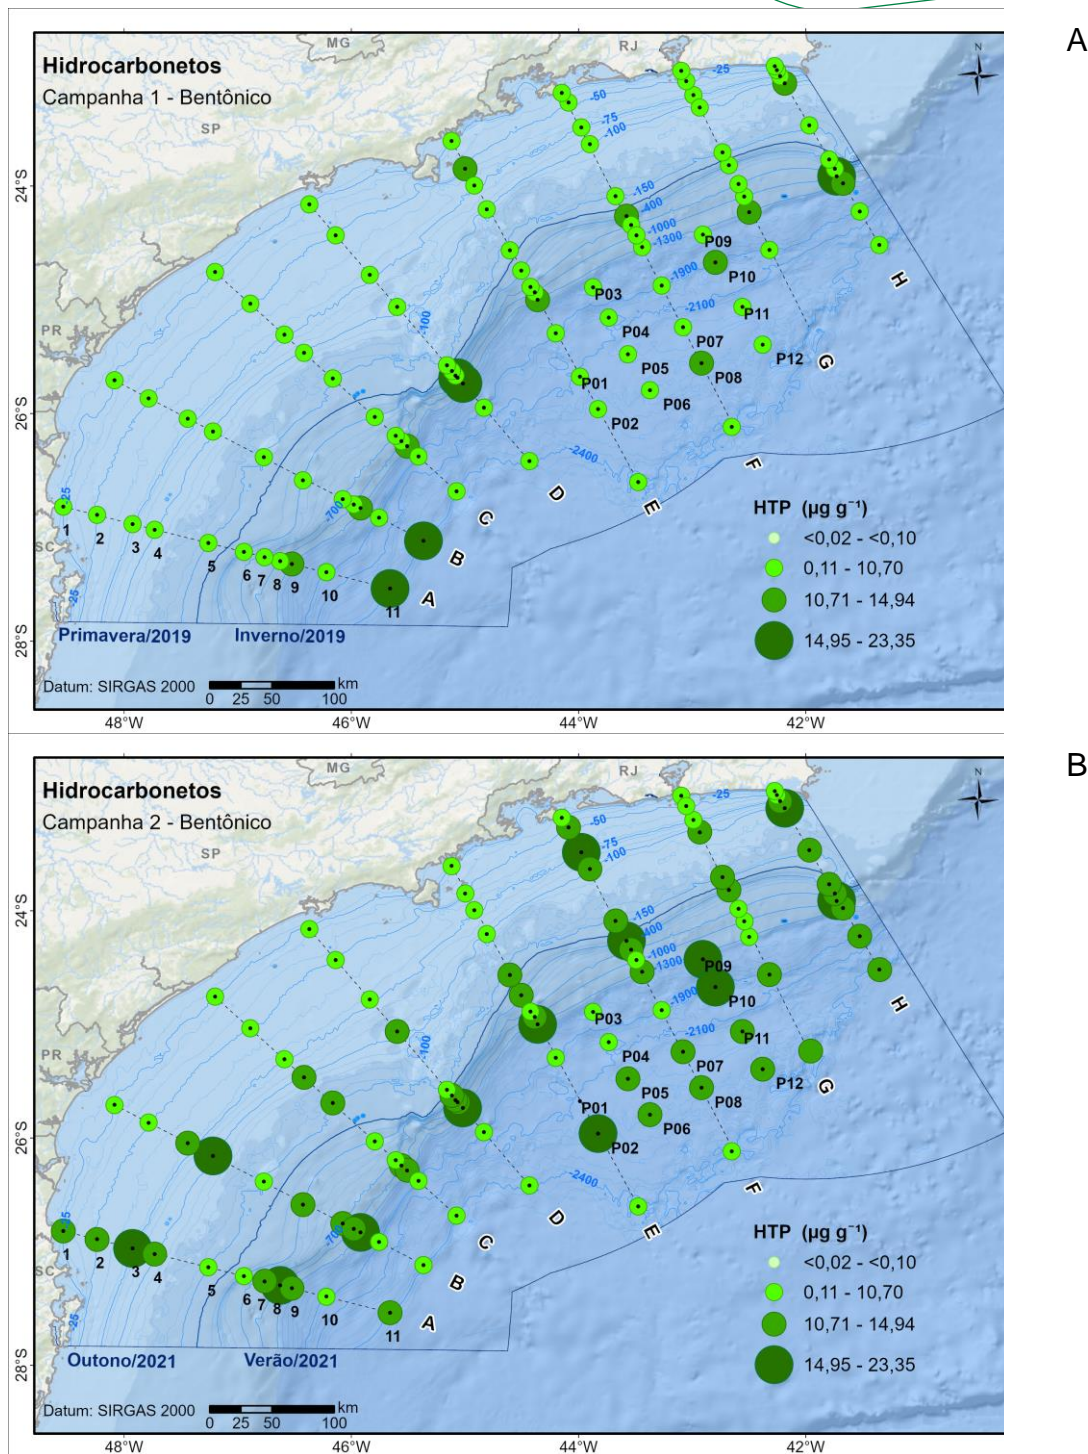 A
MG
RJ
Hidrocarbonetos
Campanha 1 - Bentônico
SP
N
-25
-50
-75
-100
-150
-400
-1000
-1300
-1900
-2100
-2400
-100
-700
24°S
26°S
28°S
PR
SC
-25
-25
P09
P10
P03
P11
P04
P07
P12
P05
P08
P01
P06
P02
H
G
F
E
D
C
B
A
1
2
3
4
5
6
7
8
9
10
11
HTP (µg g⁻¹)
<0,02 - <0,10
0,11 - 10,70
10,71 - 14,94
14,95 - 23,35
Primavera/2019 Inverno/2019
Datum: SIRGAS 2000
km
0 25 50 100
48°W 46°W 44°W 42°W
B
MG
RJ
Hidrocarbonetos
Campanha 2 - Bentônico
SP
N
-25
-50
-75
-100
-150
400
-1000
-1300
-1900
-2100
-2400
-100
-700
24°S
26°S
28°S
PR
SC
-25
-25
P09
P10
P03
P11
P04
P07
P12
P05
P08
P01
P06
P02
H
G
F
E
D
C
B
A
1
2
3
4
5
6
7
8
9
10
11
HTP (µg g⁻¹)
<0,02 - <0,10
0,11 - 10,70
10,71 - 14,94
14,95 - 23,35
Outono/2021 Verão/2021
Datum: SIRGAS 2000
km
0 25 50 100
48°W 46°W 44°W 42°W